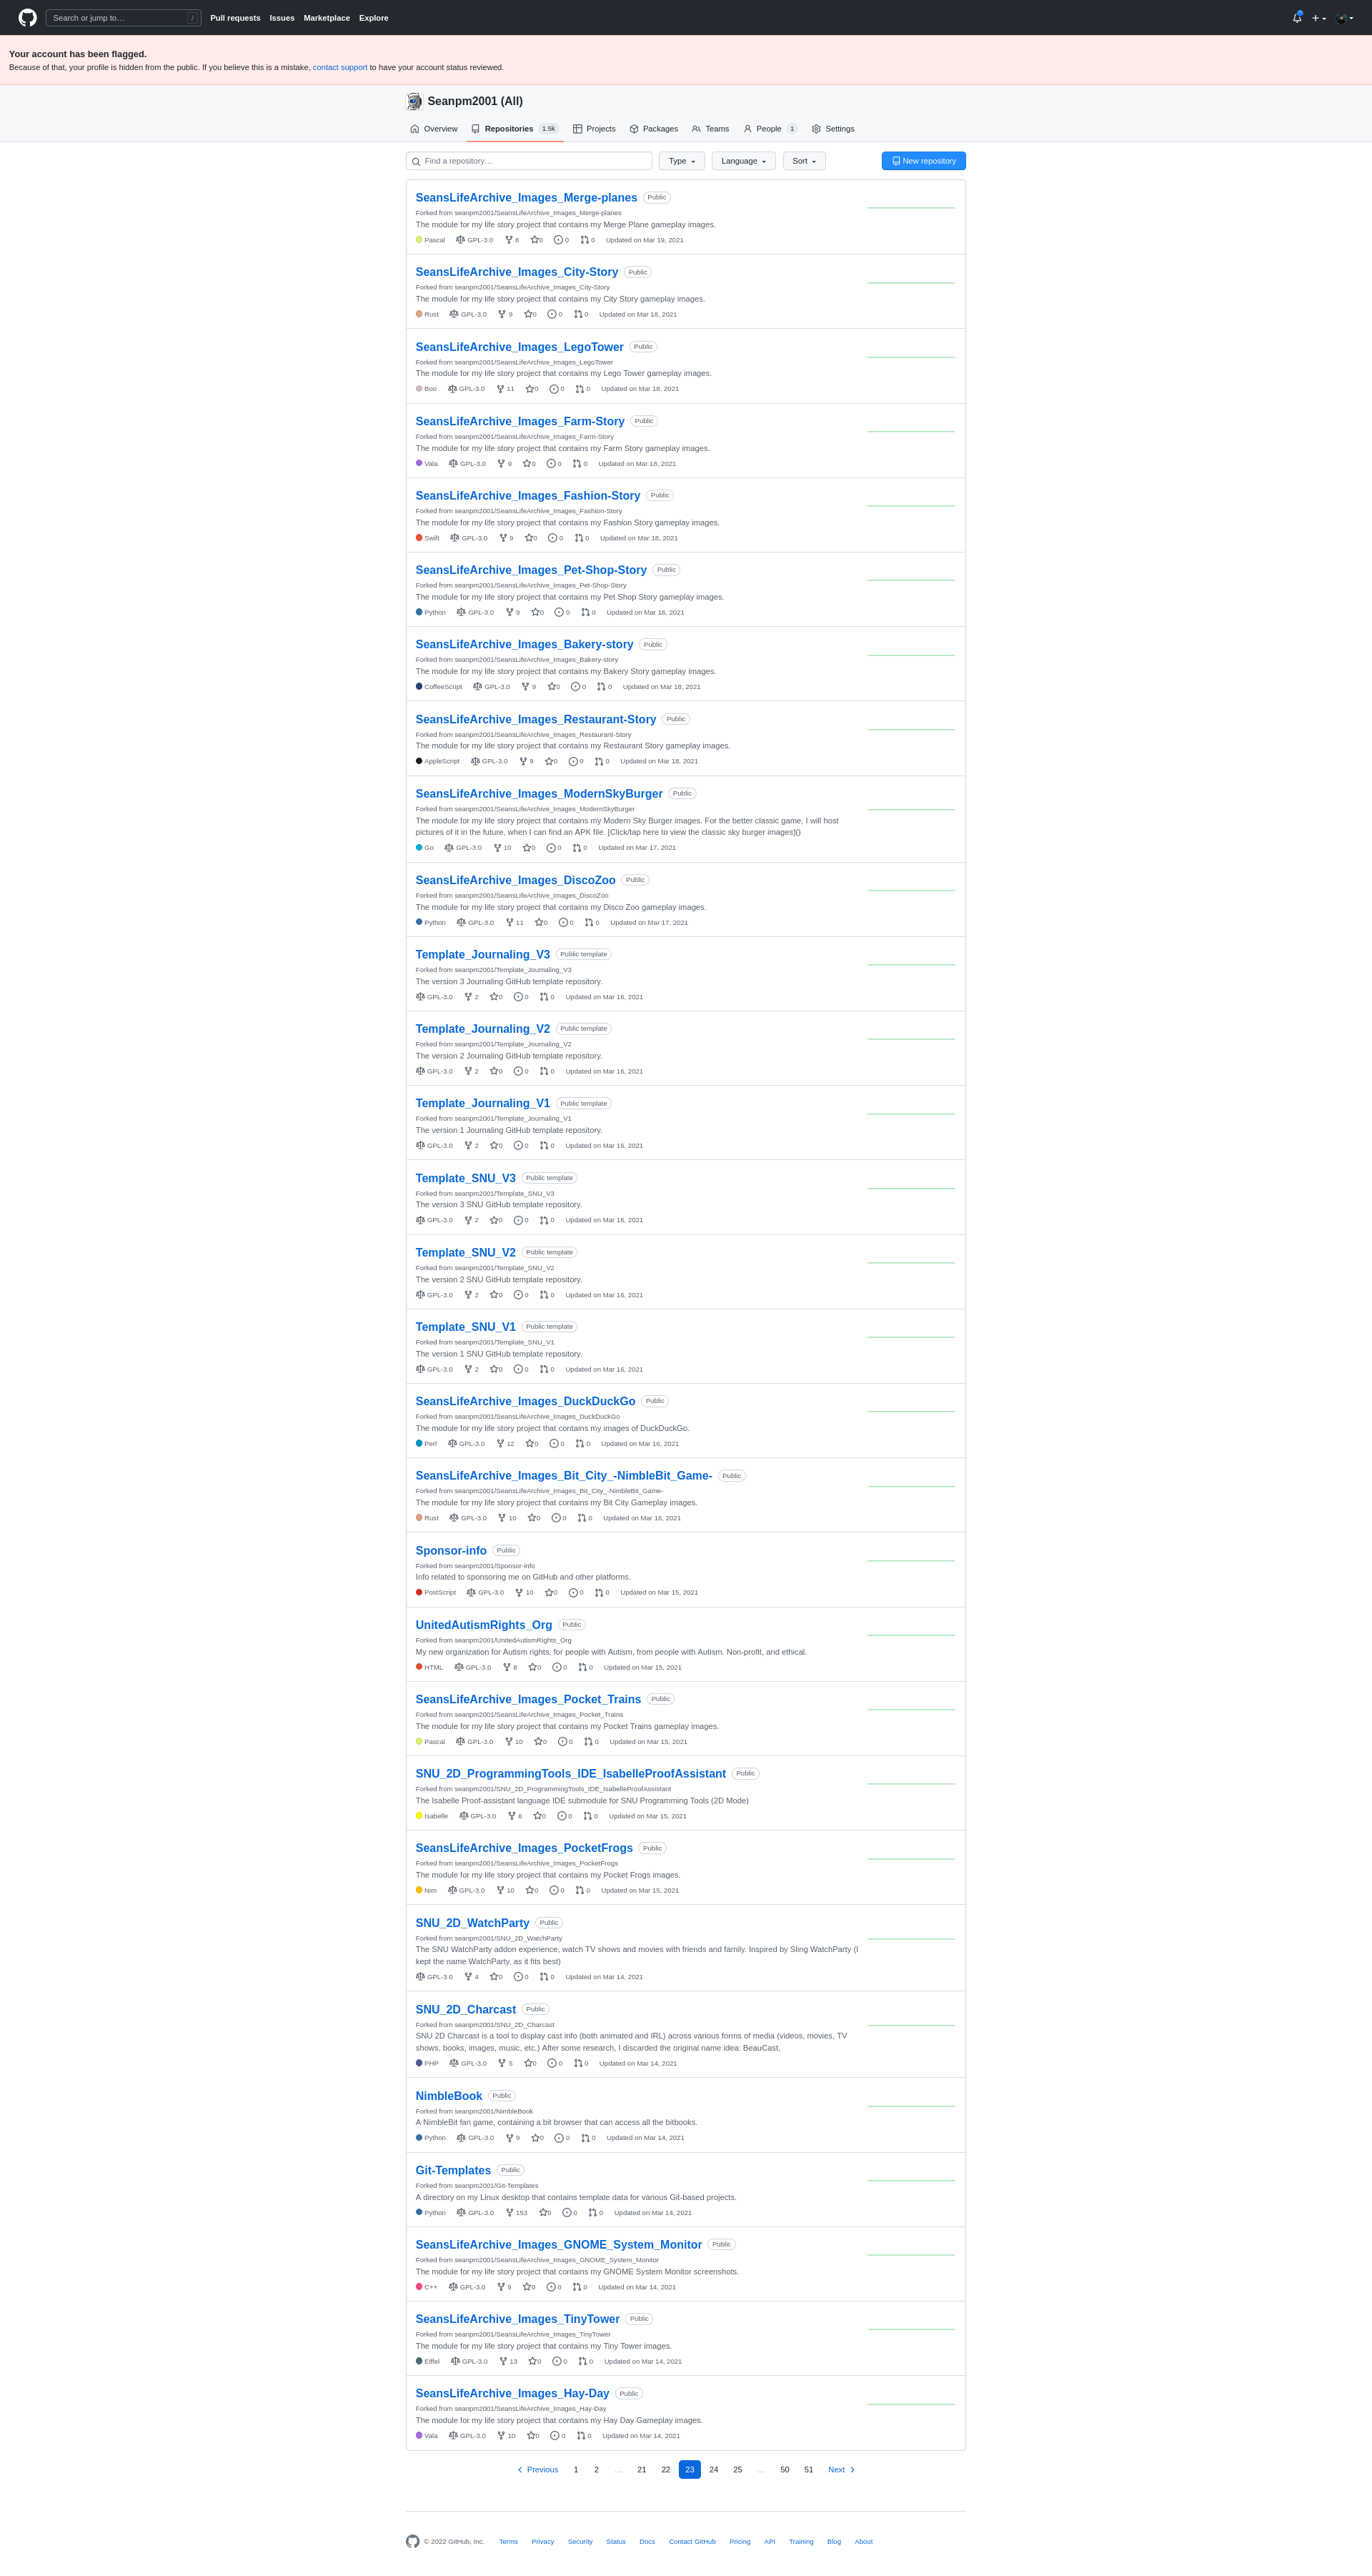 Search or jump to… /
Pull requests Issues Marketplace Explore
Your account has been flagged.
Because of that, your profile is hidden from the public. If you believe this is a mistake, contact support to have your account status reviewed.
Seanpm2001 (All)
Overview Repositories 1.5k Projects Packages Teams People 1 Settings
Find a repository… Type Language Sort New repository
SeansLifeArchive_Images_Merge-planes Public
Forked from seanpm2001/SeansLifeArchive_Images_Merge-planes
The module for my life story project that contains my Merge Plane gameplay images.
Pascal GPL-3.0 8 0 0 0 Updated on Mar 19, 2021
SeansLifeArchive_Images_City-Story Public
Forked from seanpm2001/SeansLifeArchive_Images_City-Story
The module for my life story project that contains my City Story gameplay images.
Rust GPL-3.0 9 0 0 0 Updated on Mar 18, 2021
SeansLifeArchive_Images_LegoTower Public
Forked from seanpm2001/SeansLifeArchive_Images_LegoTower
The module for my life story project that contains my Lego Tower gameplay images.
Boo GPL-3.0 11 0 0 0 Updated on Mar 18, 2021
SeansLifeArchive_Images_Farm-Story Public
Forked from seanpm2001/SeansLifeArchive_Images_Farm-Story
The module for my life story project that contains my Farm Story gameplay images.
Vala GPL-3.0 9 0 0 0 Updated on Mar 18, 2021
SeansLifeArchive_Images_Fashion-Story Public
Forked from seanpm2001/SeansLifeArchive_Images_Fashion-Story
The module for my life story project that contains my Fashion Story gameplay images.
Swift GPL-3.0 9 0 0 0 Updated on Mar 18, 2021
SeansLifeArchive_Images_Pet-Shop-Story Public
Forked from seanpm2001/SeansLifeArchive_Images_Pet-Shop-Story
The module for my life story project that contains my Pet Shop Story gameplay images.
Python GPL-3.0 9 0 0 0 Updated on Mar 18, 2021
SeansLifeArchive_Images_Bakery-story Public
Forked from seanpm2001/SeansLifeArchive_Images_Bakery-story
The module for my life story project that contains my Bakery Story gameplay images.
CoffeeScript GPL-3.0 9 0 0 0 Updated on Mar 18, 2021
SeansLifeArchive_Images_Restaurant-Story Public
Forked from seanpm2001/SeansLifeArchive_Images_Restaurant-Story
The module for my life story project that contains my Restaurant Story gameplay images.
AppleScript GPL-3.0 9 0 0 0 Updated on Mar 18, 2021
SeansLifeArchive_Images_ModernSkyBurger Public
Forked from seanpm2001/SeansLifeArchive_Images_ModernSkyBurger
The module for my life story project that contains my Modern Sky Burger images. For the better classic game, I will host
pictures of it in the future, when I can find an APK file. [Click/tap here to view the classic sky burger images]()
Go GPL-3.0 10 0 0 0 Updated on Mar 17, 2021
SeansLifeArchive_Images_DiscoZoo Public
Forked from seanpm2001/SeansLifeArchive_Images_DiscoZoo
The module for my life story project that contains my Disco Zoo gameplay images.
Python GPL-3.0 11 0 0 0 Updated on Mar 17, 2021
Template_Journaling_V3 Public template
Forked from seanpm2001/Template_Journaling_V3
The version 3 Journaling GitHub template repository.
GPL-3.0 2 0 0 0 Updated on Mar 16, 2021
Template_Journaling_V2 Public template
Forked from seanpm2001/Template_Journaling_V2
The version 2 Journaling GitHub template repository.
GPL-3.0 2 0 0 0 Updated on Mar 16, 2021
Template_Journaling_V1 Public template
Forked from seanpm2001/Template_Journaling_V1
The version 1 Journaling GitHub template repository.
GPL-3.0 2 0 0 0 Updated on Mar 16, 2021
Template_SNU_V3 Public template
Forked from seanpm2001/Template_SNU_V3
The version 3 SNU GitHub template repository.
GPL-3.0 2 0 0 0 Updated on Mar 16, 2021
Template_SNU_V2 Public template
Forked from seanpm2001/Template_SNU_V2
The version 2 SNU GitHub template repository.
GPL-3.0 2 0 0 0 Updated on Mar 16, 2021
Template_SNU_V1 Public template
Forked from seanpm2001/Template_SNU_V1
The version 1 SNU GitHub template repository.
GPL-3.0 2 0 0 0 Updated on Mar 16, 2021
SeansLifeArchive_Images_DuckDuckGo Public
Forked from seanpm2001/SeansLifeArchive_Images_DuckDuckGo
The module for my life story project that contains my images of DuckDuckGo.
Perl GPL-3.0 12 0 0 0 Updated on Mar 16, 2021
SeansLifeArchive_Images_Bit_City_-NimbleBit_Game- Public
Forked from seanpm2001/SeansLifeArchive_Images_Bit_City_-NimbleBit_Game-
The module for my life story project that contains my Bit City Gameplay images.
Rust GPL-3.0 10 0 0 0 Updated on Mar 16, 2021
Sponsor-info Public
Forked from seanpm2001/Sponsor-info
Info related to sponsoring me on GitHub and other platforms.
PostScript GPL-3.0 10 0 0 0 Updated on Mar 15, 2021
UnitedAutismRights_Org Public
Forked from seanpm2001/UnitedAutismRights_Org
My new organization for Autism rights, for people with Autism, from people with Autism. Non-profit, and ethical.
HTML GPL-3.0 8 0 0 0 Updated on Mar 15, 2021
SeansLifeArchive_Images_Pocket_Trains Public
Forked from seanpm2001/SeansLifeArchive_Images_Pocket_Trains
The module for my life story project that contains my Pocket Trains gameplay images.
Pascal GPL-3.0 10 0 0 0 Updated on Mar 15, 2021
SNU_2D_ProgrammingTools_IDE_IsabelleProofAssistant Public
Forked from seanpm2001/SNU_2D_ProgrammingTools_IDE_IsabelleProofAssistant
The Isabelle Proof-assistant language IDE submodule for SNU Programming Tools (2D Mode)
Isabelle GPL-3.0 6 0 0 0 Updated on Mar 15, 2021
SeansLifeArchive_Images_PocketFrogs Public
Forked from seanpm2001/SeansLifeArchive_Images_PocketFrogs
The module for my life story project that contains my Pocket Frogs images.
Nim GPL-3.0 10 0 0 0 Updated on Mar 15, 2021
SNU_2D_WatchParty Public
Forked from seanpm2001/SNU_2D_WatchParty
The SNU WatchParty addon experience, watch TV shows and movies with friends and family. Inspired by Sling WatchParty (I
kept the name WatchParty, as it fits best)
GPL-3.0 4 0 0 0 Updated on Mar 14, 2021
SNU_2D_Charcast Public
Forked from seanpm2001/SNU_2D_Charcast
SNU 2D Charcast is a tool to display cast info (both animated and IRL) across various forms of media (videos, movies, TV
shows, books, images, music, etc.) After some research, I discarded the original name idea: BeauCast.
PHP GPL-3.0 5 0 0 0 Updated on Mar 14, 2021
NimbleBook Public
Forked from seanpm2001/NimbleBook
A NimbleBit fan game, containing a bit browser that can access all the bitbooks.
Python GPL-3.0 9 0 0 0 Updated on Mar 14, 2021
Git-Templates Public
Forked from seanpm2001/Git-Templates
A directory on my Linux desktop that contains template data for various Git-based projects.
Python GPL-3.0 153 0 0 0 Updated on Mar 14, 2021
SeansLifeArchive_Images_GNOME_System_Monitor Public
Forked from seanpm2001/SeansLifeArchive_Images_GNOME_System_Monitor
The module for my life story project that contains my GNOME System Monitor screenshots.
C++ GPL-3.0 9 0 0 0 Updated on Mar 14, 2021
SeansLifeArchive_Images_TinyTower Public
Forked from seanpm2001/SeansLifeArchive_Images_TinyTower
The module for my life story project that contains my Tiny Tower images.
Eiffel GPL-3.0 13 0 0 0 Updated on Mar 14, 2021
SeansLifeArchive_Images_Hay-Day Public
Forked from seanpm2001/SeansLifeArchive_Images_Hay-Day
The module for my life story project that contains my Hay Day Gameplay images.
Vala GPL-3.0 10 0 0 0 Updated on Mar 14, 2021
Previous 1 2 … 21 22 23 24 25 … 50 51 Next
© 2022 GitHub, Inc. Terms Privacy Security Status Docs Contact GitHub Pricing API Training Blog About